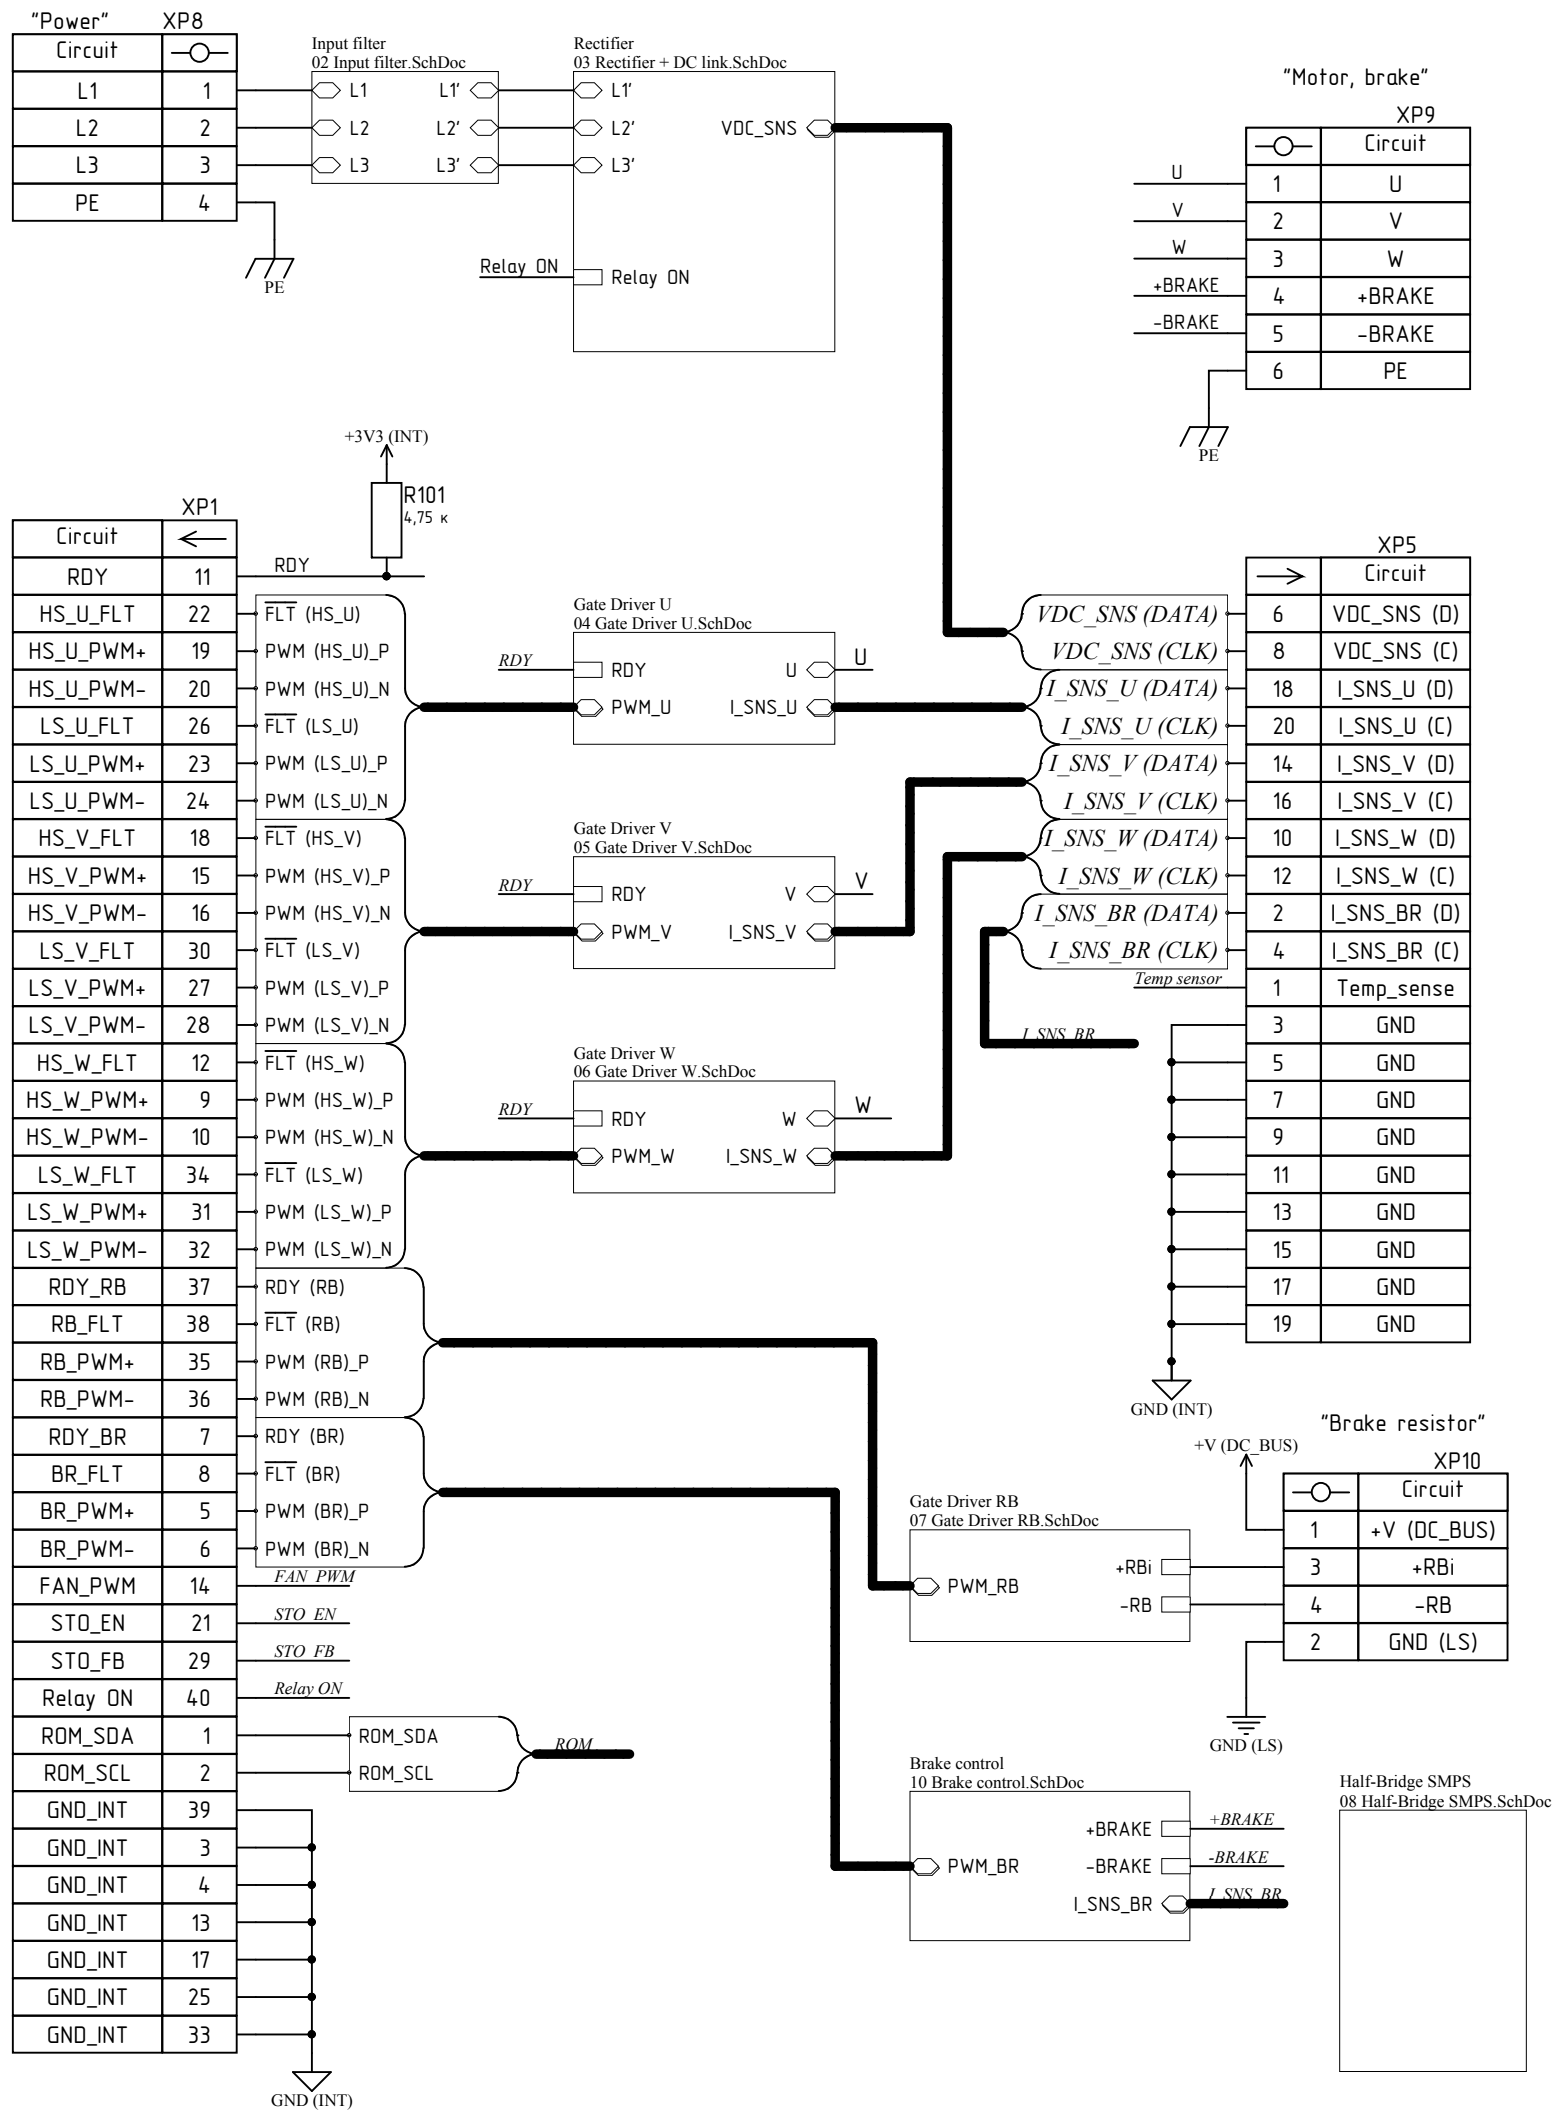 "Power" XP8
Circuit
L1 1
L2 2
L3 3
PE 4
PE
Input filter
02 Input filter.SchDoc
L1 L1'
L2 L2'
L3 L3'
Rectifier
03 Rectifier + DC link.SchDoc
L1'
L2' VDC_SNS
L3'
Relay ON Relay ON
"Motor, brake"
XP9
Circuit
U 1 U
V 2 V
W 3 W
+BRAKE 4 +BRAKE
-BRAKE 5 -BRAKE
6 PE
PE
+3V3 (INT)
R101
4,75 к
XP1
Circuit
RDY 11 RDY
HS_U_FLT 22 FLT (HS_U)
HS_U_PWM+ 19 PWM (HS_U)_P
HS_U_PWM- 20 PWM (HS_U)_N
LS_U_FLT 26 FLT (LS_U)
LS_U_PWM+ 23 PWM (LS_U)_P
LS_U_PWM- 24 PWM (LS_U)_N
HS_V_FLT 18 FLT (HS_V)
HS_V_PWM+ 15 PWM (HS_V)_P
HS_V_PWM- 16 PWM (HS_V)_N
LS_V_FLT 30 FLT (LS_V)
LS_V_PWM+ 27 PWM (LS_V)_P
LS_V_PWM- 28 PWM (LS_V)_N
HS_W_FLT 12 FLT (HS_W)
HS_W_PWM+ 9 PWM (HS_W)_P
HS_W_PWM- 10 PWM (HS_W)_N
LS_W_FLT 34 FLT (LS_W)
LS_W_PWM+ 31 PWM (LS_W)_P
LS_W_PWM- 32 PWM (LS_W)_N
RDY_RB 37 RDY (RB)
RB_FLT 38 FLT (RB)
RB_PWM+ 35 PWM (RB)_P
RB_PWM- 36 PWM (RB)_N
RDY_BR 7 RDY (BR)
BR_FLT 8 FLT (BR)
BR_PWM+ 5 PWM (BR)_P
BR_PWM- 6 PWM (BR)_N
FAN_PWM 14 FAN PWM
STO_EN 21 STO EN
STO_FB 29 STO FB
Relay ON 40 Relay ON
ROM_SDA 1 ROM_SDA
ROM
ROM_SCL 2 ROM_SCL
GND_INT 39
GND_INT 3
GND_INT 4
GND_INT 13
GND_INT 17
GND_INT 25
GND_INT 33
GND (INT)
Gate Driver U
04 Gate Driver U.SchDoc
RDY RDY U U
PWM_U I_SNS_U
Gate Driver V
05 Gate Driver V.SchDoc
RDY RDY V V
PWM_V I_SNS_V
Gate Driver W
06 Gate Driver W.SchDoc
RDY RDY W W
PWM_W I_SNS_W
XP5
Circuit
VDC_SNS (DATA) 6 VDC_SNS (D)
VDC_SNS (CLK) 8 VDC_SNS (C)
I_SNS_U (DATA) 18 I_SNS_U (D)
I_SNS_U (CLK) 20 I_SNS_U (C)
I_SNS_V (DATA) 14 I_SNS_V (D)
I_SNS_V (CLK) 16 I_SNS_V (C)
I_SNS_W (DATA) 10 I_SNS_W (D)
I_SNS_W (CLK) 12 I_SNS_W (C)
I_SNS_BR (DATA) 2 I_SNS_BR (D)
I_SNS_BR (CLK) 4 I_SNS_BR (C)
Temp sensor 1 Temp_sense
3 GND
I SNS BR
5 GND
7 GND
9 GND
11 GND
13 GND
15 GND
17 GND
19 GND
GND (INT)
"Brake resistor"
+V (DC_BUS)
XP10
Circuit
1 +V (DC_BUS)
3 +RBi
4 -RB
2 GND (LS)
GND (LS)
Gate Driver RB
07 Gate Driver RB.SchDoc
+RBi
PWM_RB
-RB
Brake control
10 Brake control.SchDoc
+BRAKE +BRAKE
PWM_BR -BRAKE -BRAKE
I_SNS_BR I SNS BR
Half-Bridge SMPS
08 Half-Bridge SMPS.SchDoc